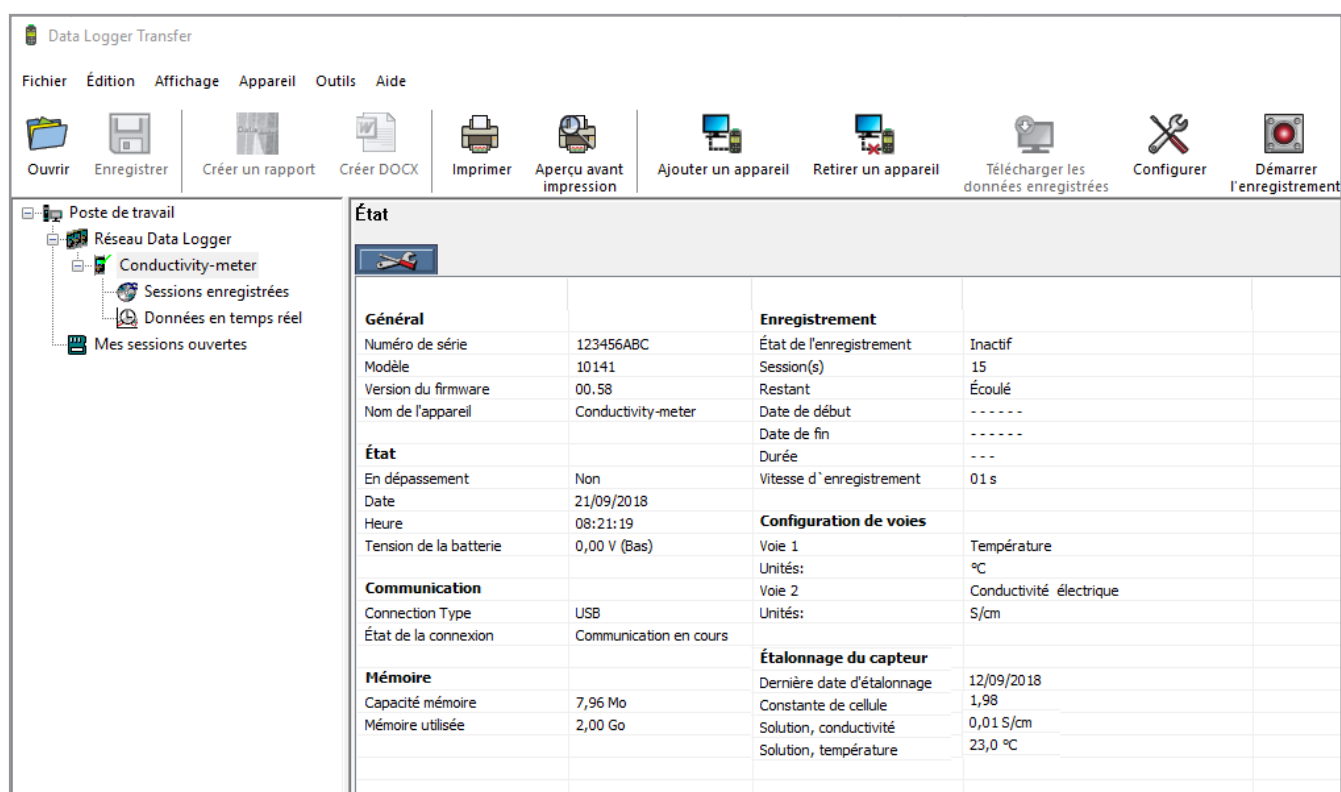 Data Logger Transfer
Fichier Édition Affichage Appareil Outils Aide
Ouvrir Enregistrer Créer un rapport Créer DOCX Imprimer Aperçu avant impression Ajouter un appareil Retirer un appareil Télécharger les données enregistrées Configurer Démarrer l'enregistrement
Poste de travail
Réseau Data Logger
Conductivity-meter
Sessions enregistrées
Données en temps réel
Mes sessions ouvertes
État
Général
Numéro de série 123456ABC
Modèle 10141
Version du firmware 00.58
Nom de l'appareil Conductivity-meter
État
En dépassement Non
Date 21/09/2018
Heure 08:21:19
Tension de la batterie 0,00 V (Bas)
Communication
Connection Type USB
État de la connexion Communication en cours
Mémoire
Capacité mémoire 7,96 Mo
Mémoire utilisée 2,00 Go
Enregistrement
État de l'enregistrement Inactif
Session(s) 15
Restant Écoulé
Date de début - - - - - -
Date de fin - - - - - -
Durée - - -
Vitesse d`enregistrement 01 s
Configuration de voies
Voie 1 Température
Unités: °C
Voie 2 Conductivité électrique
Unités: S/cm
Étalonnage du capteur
Dernière date d'étalonnage 12/09/2018
Constante de cellule 1,98
Solution, conductivité 0,01 S/cm
Solution, température 23,0 °C